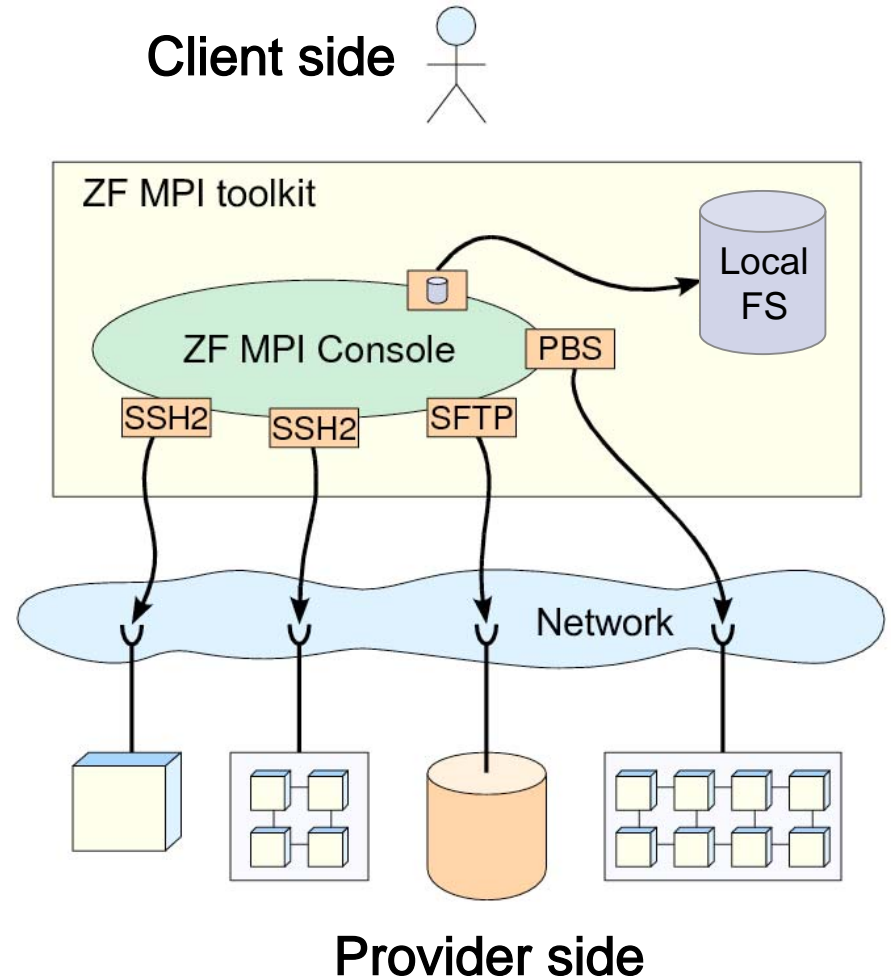 Client side
ZF MPI toolkit
Local
FS
ZF MPI Console
PBS
SSH2
SSH2
SFTP
Network
Provider side